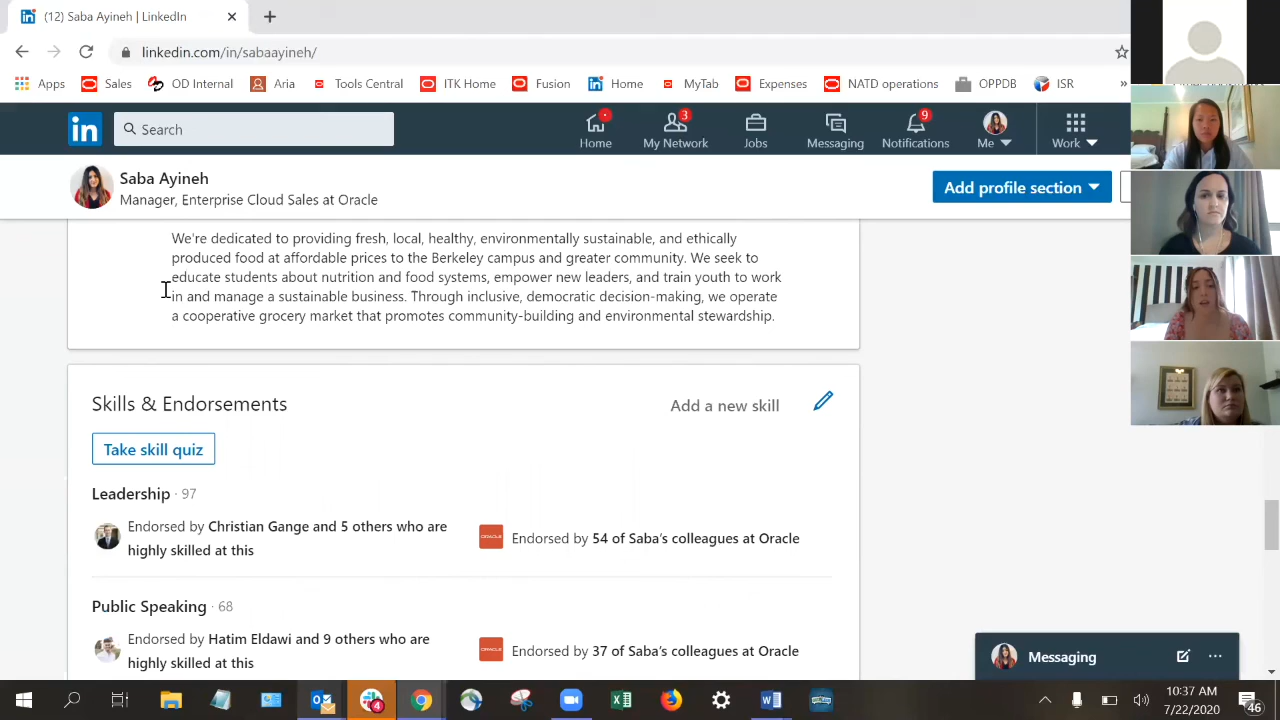 (12) Saba Ayineh | LinkedIn
linkedin.com/in/sabaayineh/
Apps Sales OD Internal Aria Tools Central ITK Home Fusion Home MyTab Expenses NATD operations OPPDB ISR »
in Search Home My Network 3 Jobs Messaging Notifications 9 Me Work
Saba Ayineh
Manager, Enterprise Cloud Sales at Oracle
Add profile section
We're dedicated to providing fresh, local, healthy, environmentally sustainable, and ethically
produced food at affordable prices to the Berkeley campus and greater community. We seek to
educate students about nutrition and food systems, empower new leaders, and train youth to work
in and manage a sustainable business. Through inclusive, democratic decision-making, we operate
a cooperative grocery market that promotes community-building and environmental stewardship.
Skills & Endorsements
Add a new skill
Take skill quiz
Leadership · 97
Endorsed by Christian Gange and 5 others who are
highly skilled at this
ORACLE
Endorsed by 54 of Saba's colleagues at Oracle
Public Speaking · 68
Endorsed by Hatim Eldawi and 9 others who are
highly skilled at this
ORACLE
Endorsed by 37 of Saba's colleagues at Oracle
Messaging
4
10:37 AM
7/22/2020
46